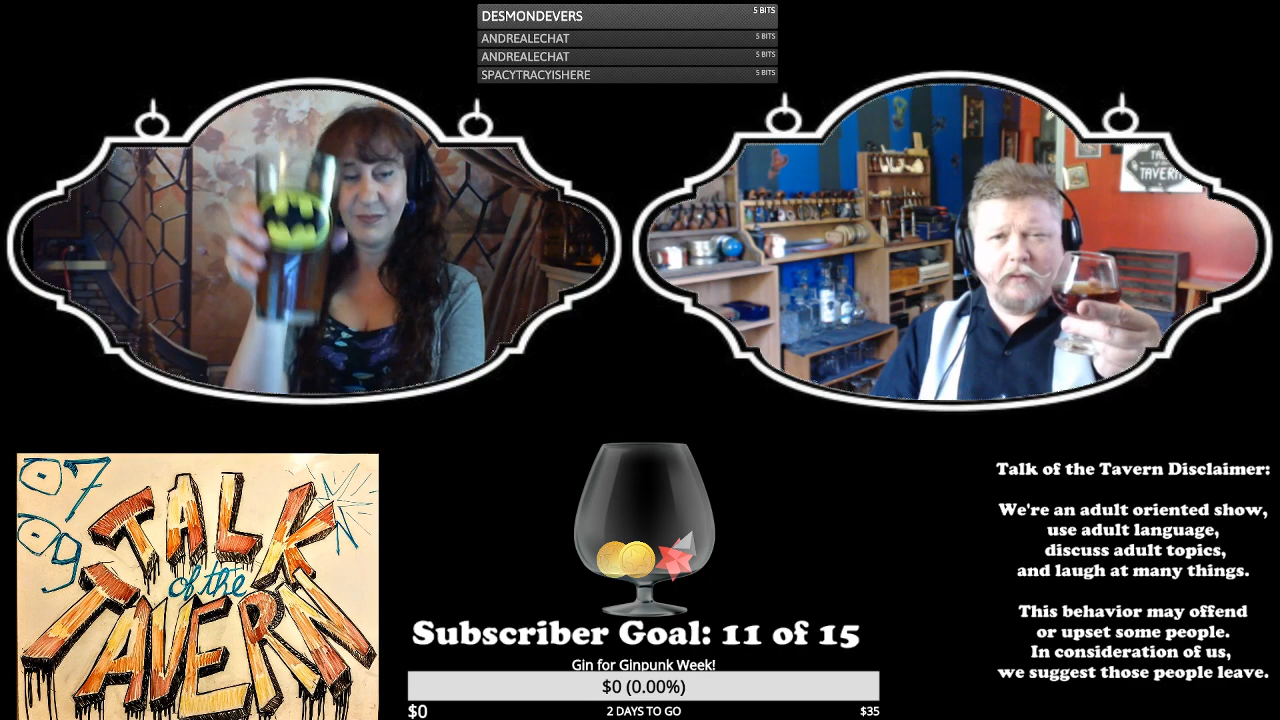 DESMONDEVERS 5 BITS
ANDREALECHAT 5 BITS
ANDREALECHAT 5 BITS
SPACYTRACYISHERE 5 BITS
TAVERN
07
09
TALK
of the
TAVERN
Subscriber Goal: 11 of 15
Gin for Ginpunk Week!
$0 (0.00%)
$0 2 DAYS TO GO $35
Talk of the Tavern Disclaimer:
We're an adult oriented show,
use adult language,
discuss adult topics,
and laugh at many things.
This behavior may offend
or upset some people.
In consideration of us,
we suggest those people leave.